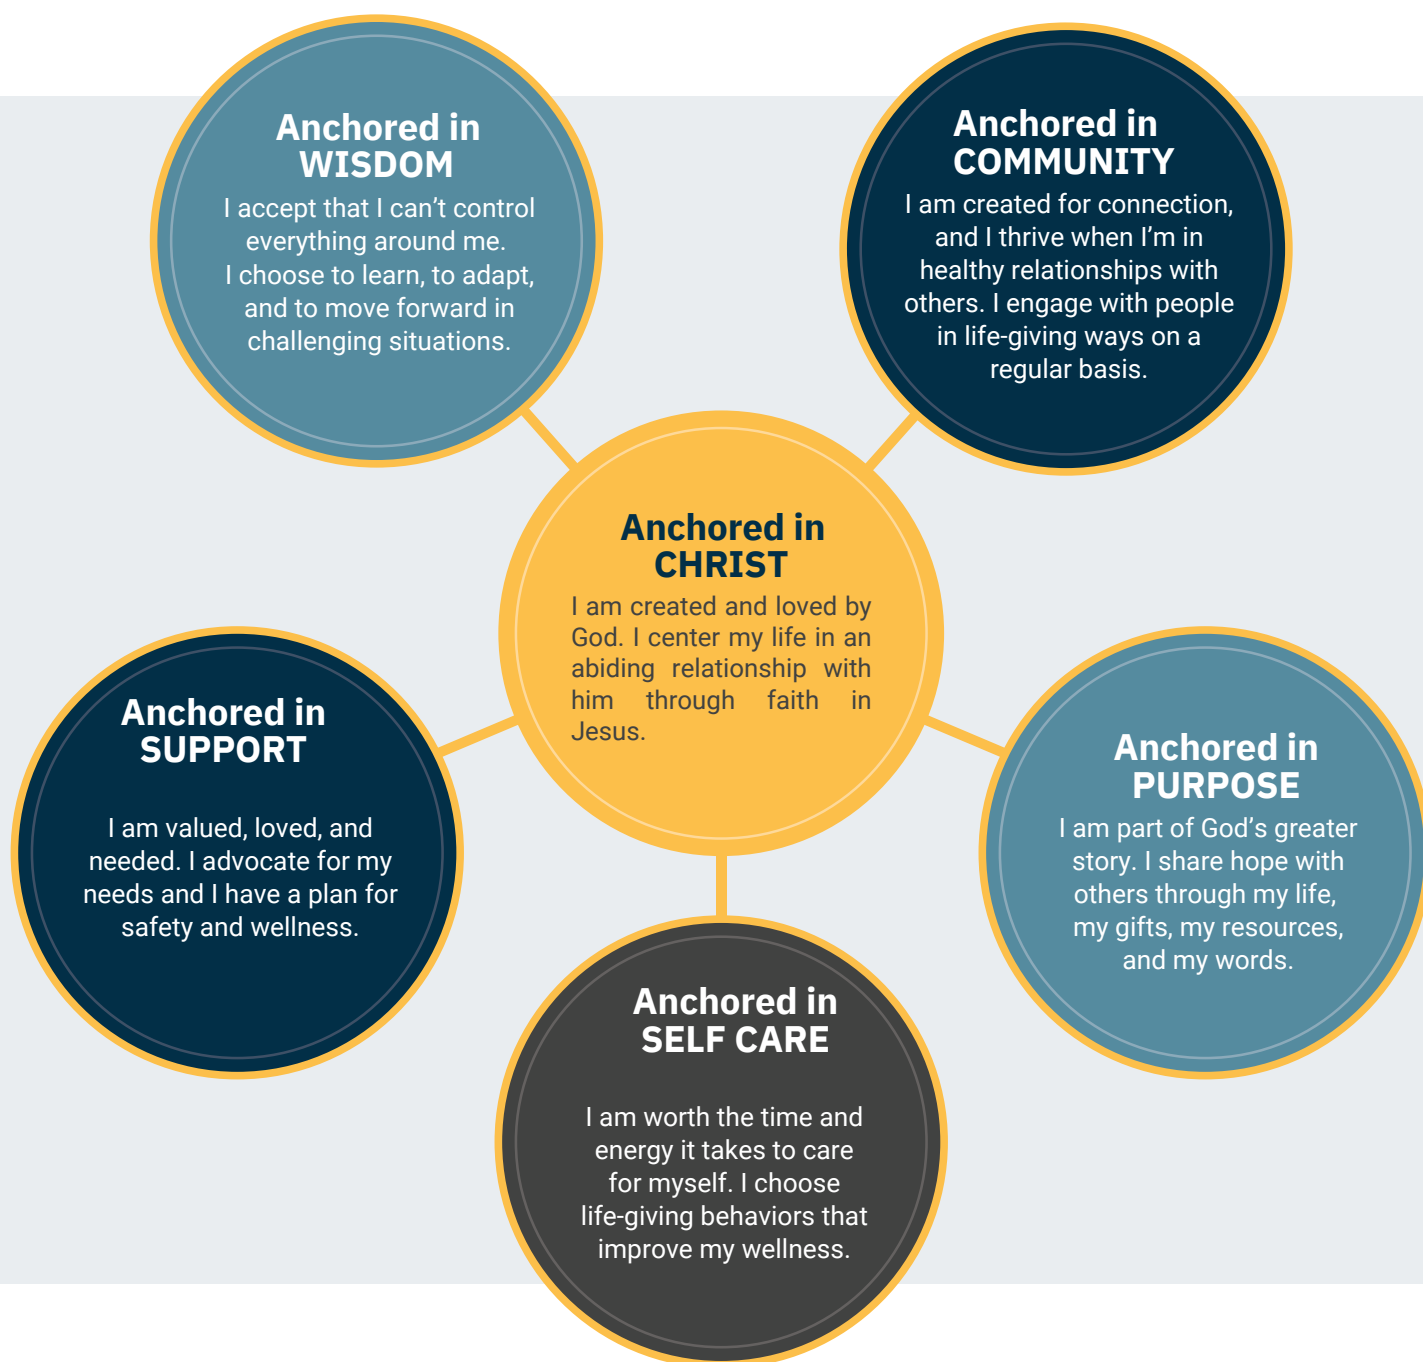 Anchored in
WISDOM
I accept that I can’t control
everything around me.
I choose to learn, to adapt,
and to move forward in
challenging situations.
Anchored in
COMMUNITY
I am created for connection,
and I thrive when I’m in
healthy relationships with
others. I engage with people
in life-giving ways on a
regular basis.
Anchored in
CHRIST
I am created and loved by
God. I center my life in an
abiding relationship with
him through faith in
Jesus.
Anchored in
SUPPORT
I am valued, loved, and
needed. I advocate for my
needs and I have a plan for
safety and wellness.
Anchored in
PURPOSE
I am part of God’s greater
story. I share hope with
others through my life,
my gifts, my resources,
and my words.
Anchored in
SELF CARE
I am worth the time and
energy it takes to care
for myself. I choose
life-giving behaviors that
improve my wellness.